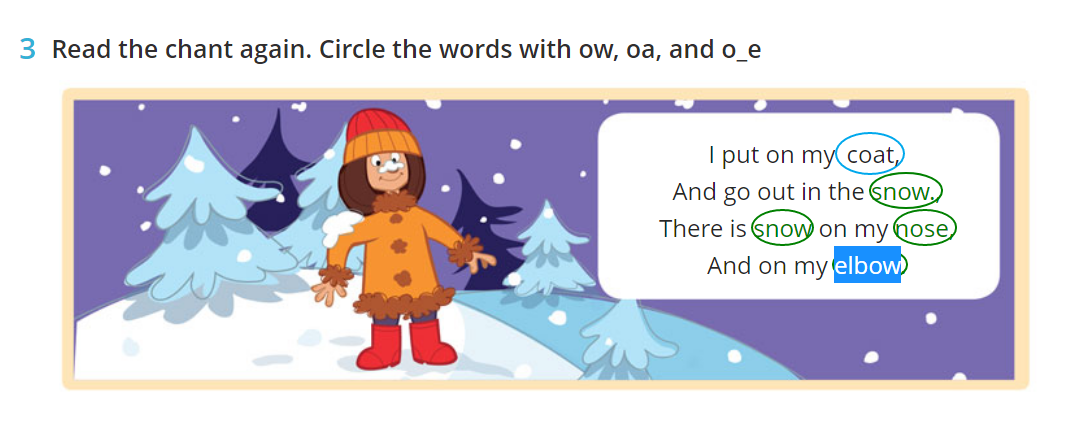 3 Read the chant again. Circle the words with ow, oa, and o_e
I put on my coat,
And go out in the snow.
There is snow on my nose,
And on my elbow